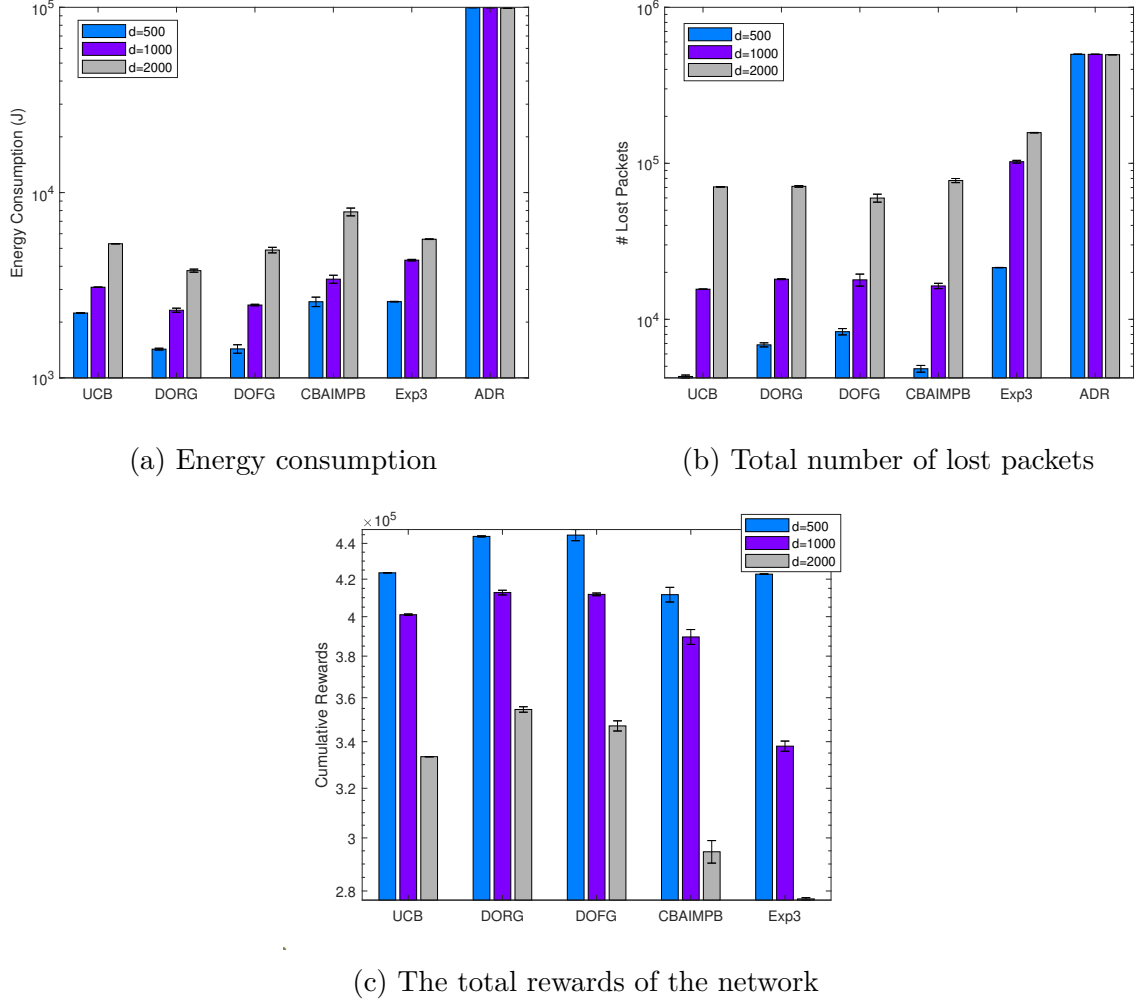 10^5
10^4
10^3
Energy Consumption (J)
d=500
d=1000
d=2000
UCB DORG DOFG CBAIMPB Exp3 ADR
(a) Energy consumption
10^6
10^5
10^4
# Lost Packets
d=500
d=1000
d=2000
UCB DORG DOFG CBAIMPB Exp3 ADR
(b) Total number of lost packets
×10^5
4.4
4.2
4
3.8
3.6
3.4
3.2
3
2.8
Cumulative Rewards
d=500
d=1000
d=2000
UCB DORG DOFG CBAIMPB Exp3
(c) The total rewards of the network